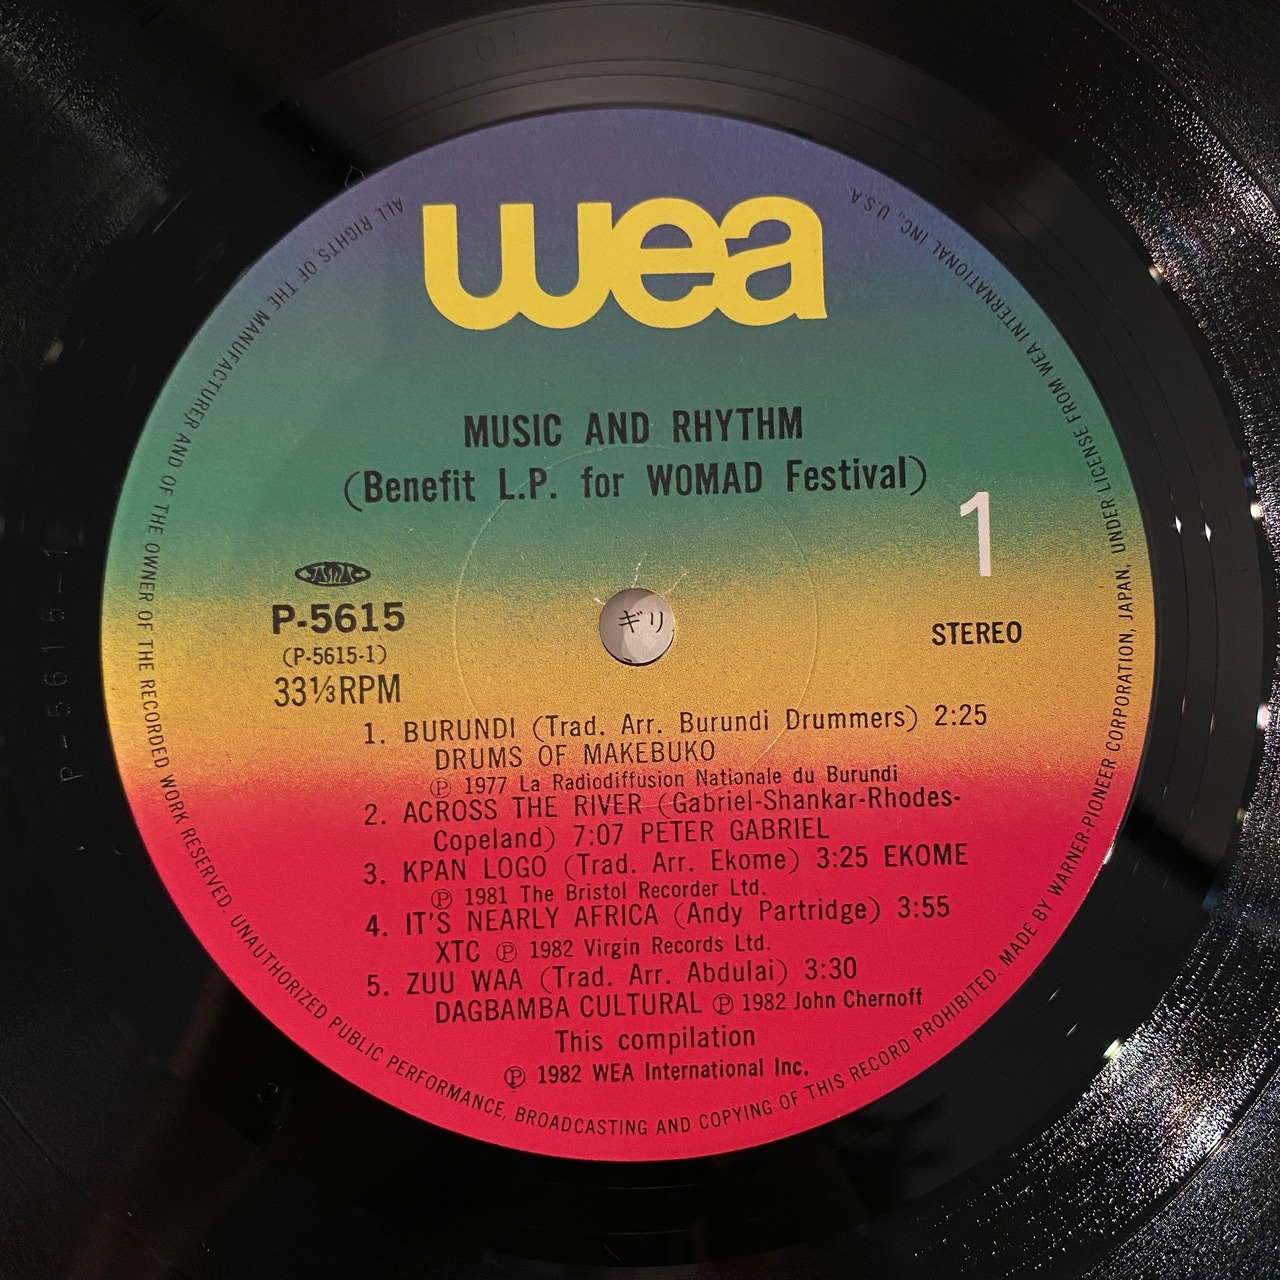 wea
MUSIC AND RHYTHM
(Benefit L.P. for WOMAD Festival)
1
P-5615
(P-5615-1)
33⅓RPM
STEREO
ギリ
1. BURUNDI (Trad. Arr. Burundi Drummers) 2:25
DRUMS OF MAKEBUKO
Ⓟ 1977 La Radiodiffusion Nationale du Burundi
2. ACROSS THE RIVER (Gabriel-Shankar-Rhodes-
Copeland) 7:07 PETER GABRIEL
3. KPAN LOGO (Trad. Arr. Ekome) 3:25 EKOME
Ⓟ 1981 The Bristol Recorder Ltd.
4. IT'S NEARLY AFRICA (Andy Partridge) 3:55
XTC Ⓟ 1982 Virgin Records Ltd.
5. ZUU WAA (Trad. Arr. Abdulai) 3:30
DAGBAMBA CULTURAL Ⓟ 1982 John Chernoff
This compilation
Ⓟ 1982 WEA International Inc.
ALL RIGHTS OF THE MANUFACTURER AND OF THE OWNER OF THE RECORDED WORK RESERVED. UNAUTHORIZED PUBLIC PERFORMANCE, BROADCASTING AND COPYING OF THIS RECORD PROHIBITED. MADE BY WARNER-PIONEER CORPORATION, JAPAN, UNDER LICENSE FROM WEA INTERNATIONAL INC., U.S.A
P-5615-1